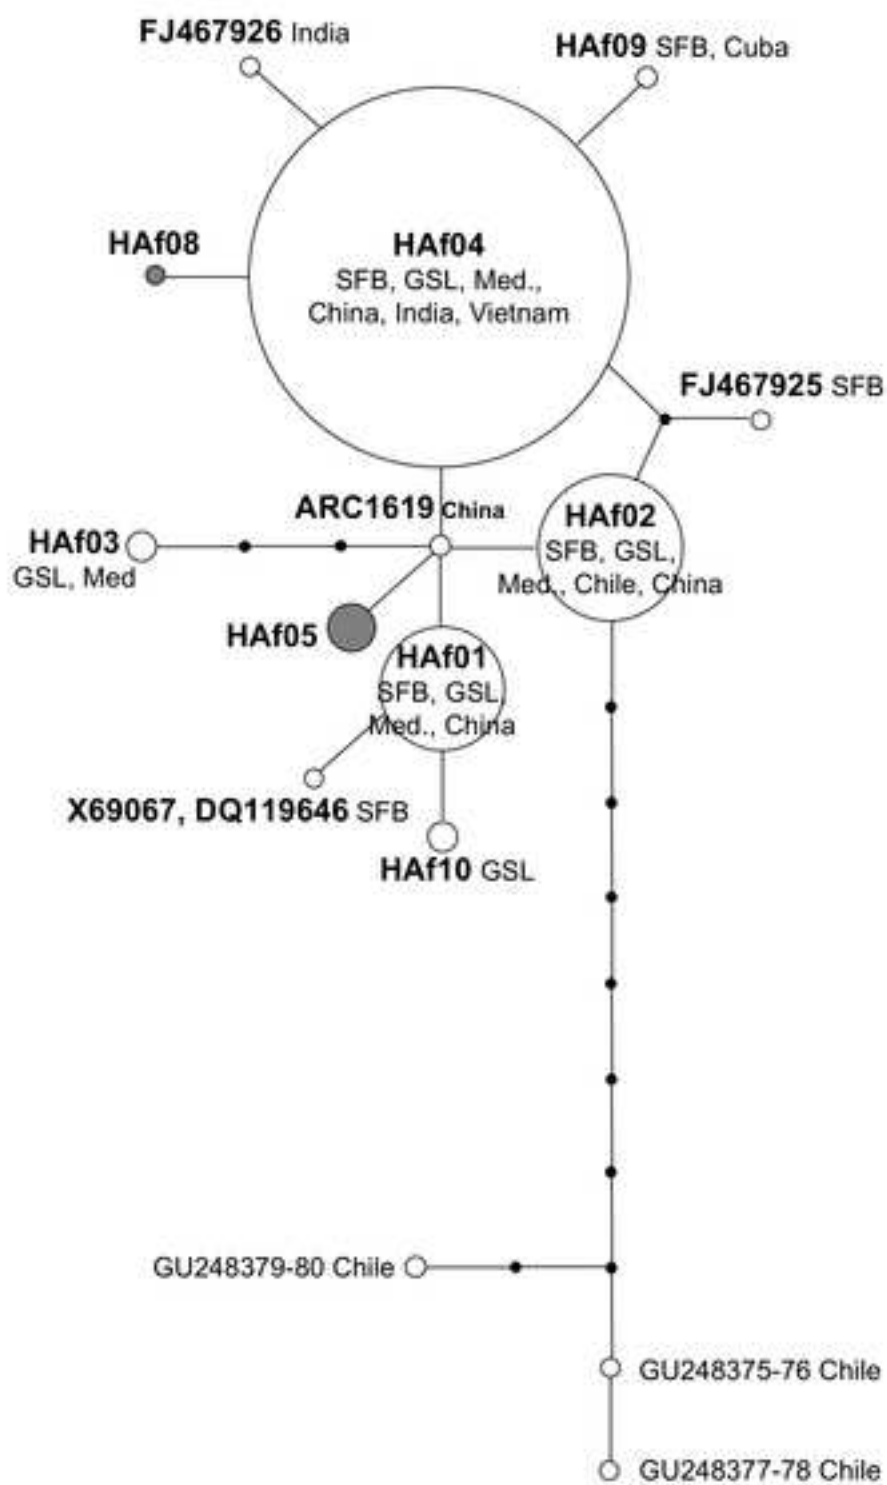 FJ467926 India
HAf09 SFB, Cuba
HAf08
HAf04
SFB, GSL, Med.,
China, India, Vietnam
FJ467925 SFB
ARC1619 China
HAf02
SFB, GSL,
Med., Chile, China
HAf03
GSL, Med
HAf05
HAf01
SFB, GSL,
Med., China
X69067, DQ119646 SFB
HAf10 GSL
GU248379-80 Chile
GU248375-76 Chile
GU248377-78 Chile